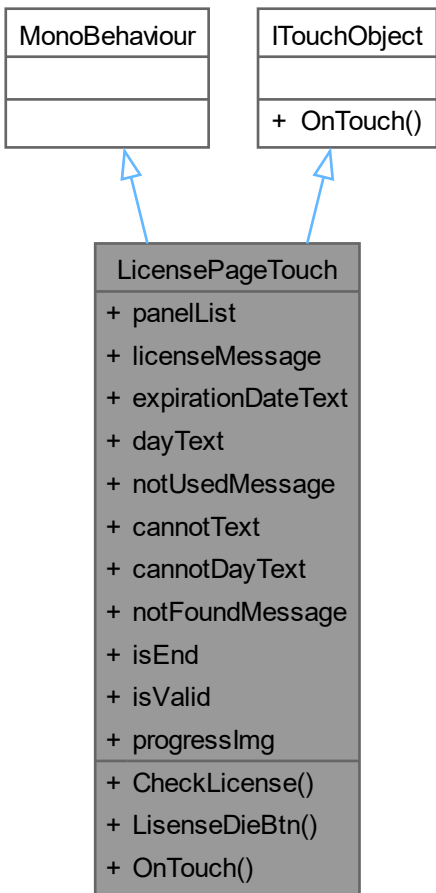 MonoBehaviour
ITouchObject
+ OnTouch()
LicensePageTouch
+ panelList
+ licenseMessage
+ expirationDateText
+ dayText
+ notUsedMessage
+ cannotText
+ cannotDayText
+ notFoundMessage
+ isEnd
+ isValid
+ progressImg
+ CheckLicense()
+ LisenseDieBtn()
+ OnTouch()